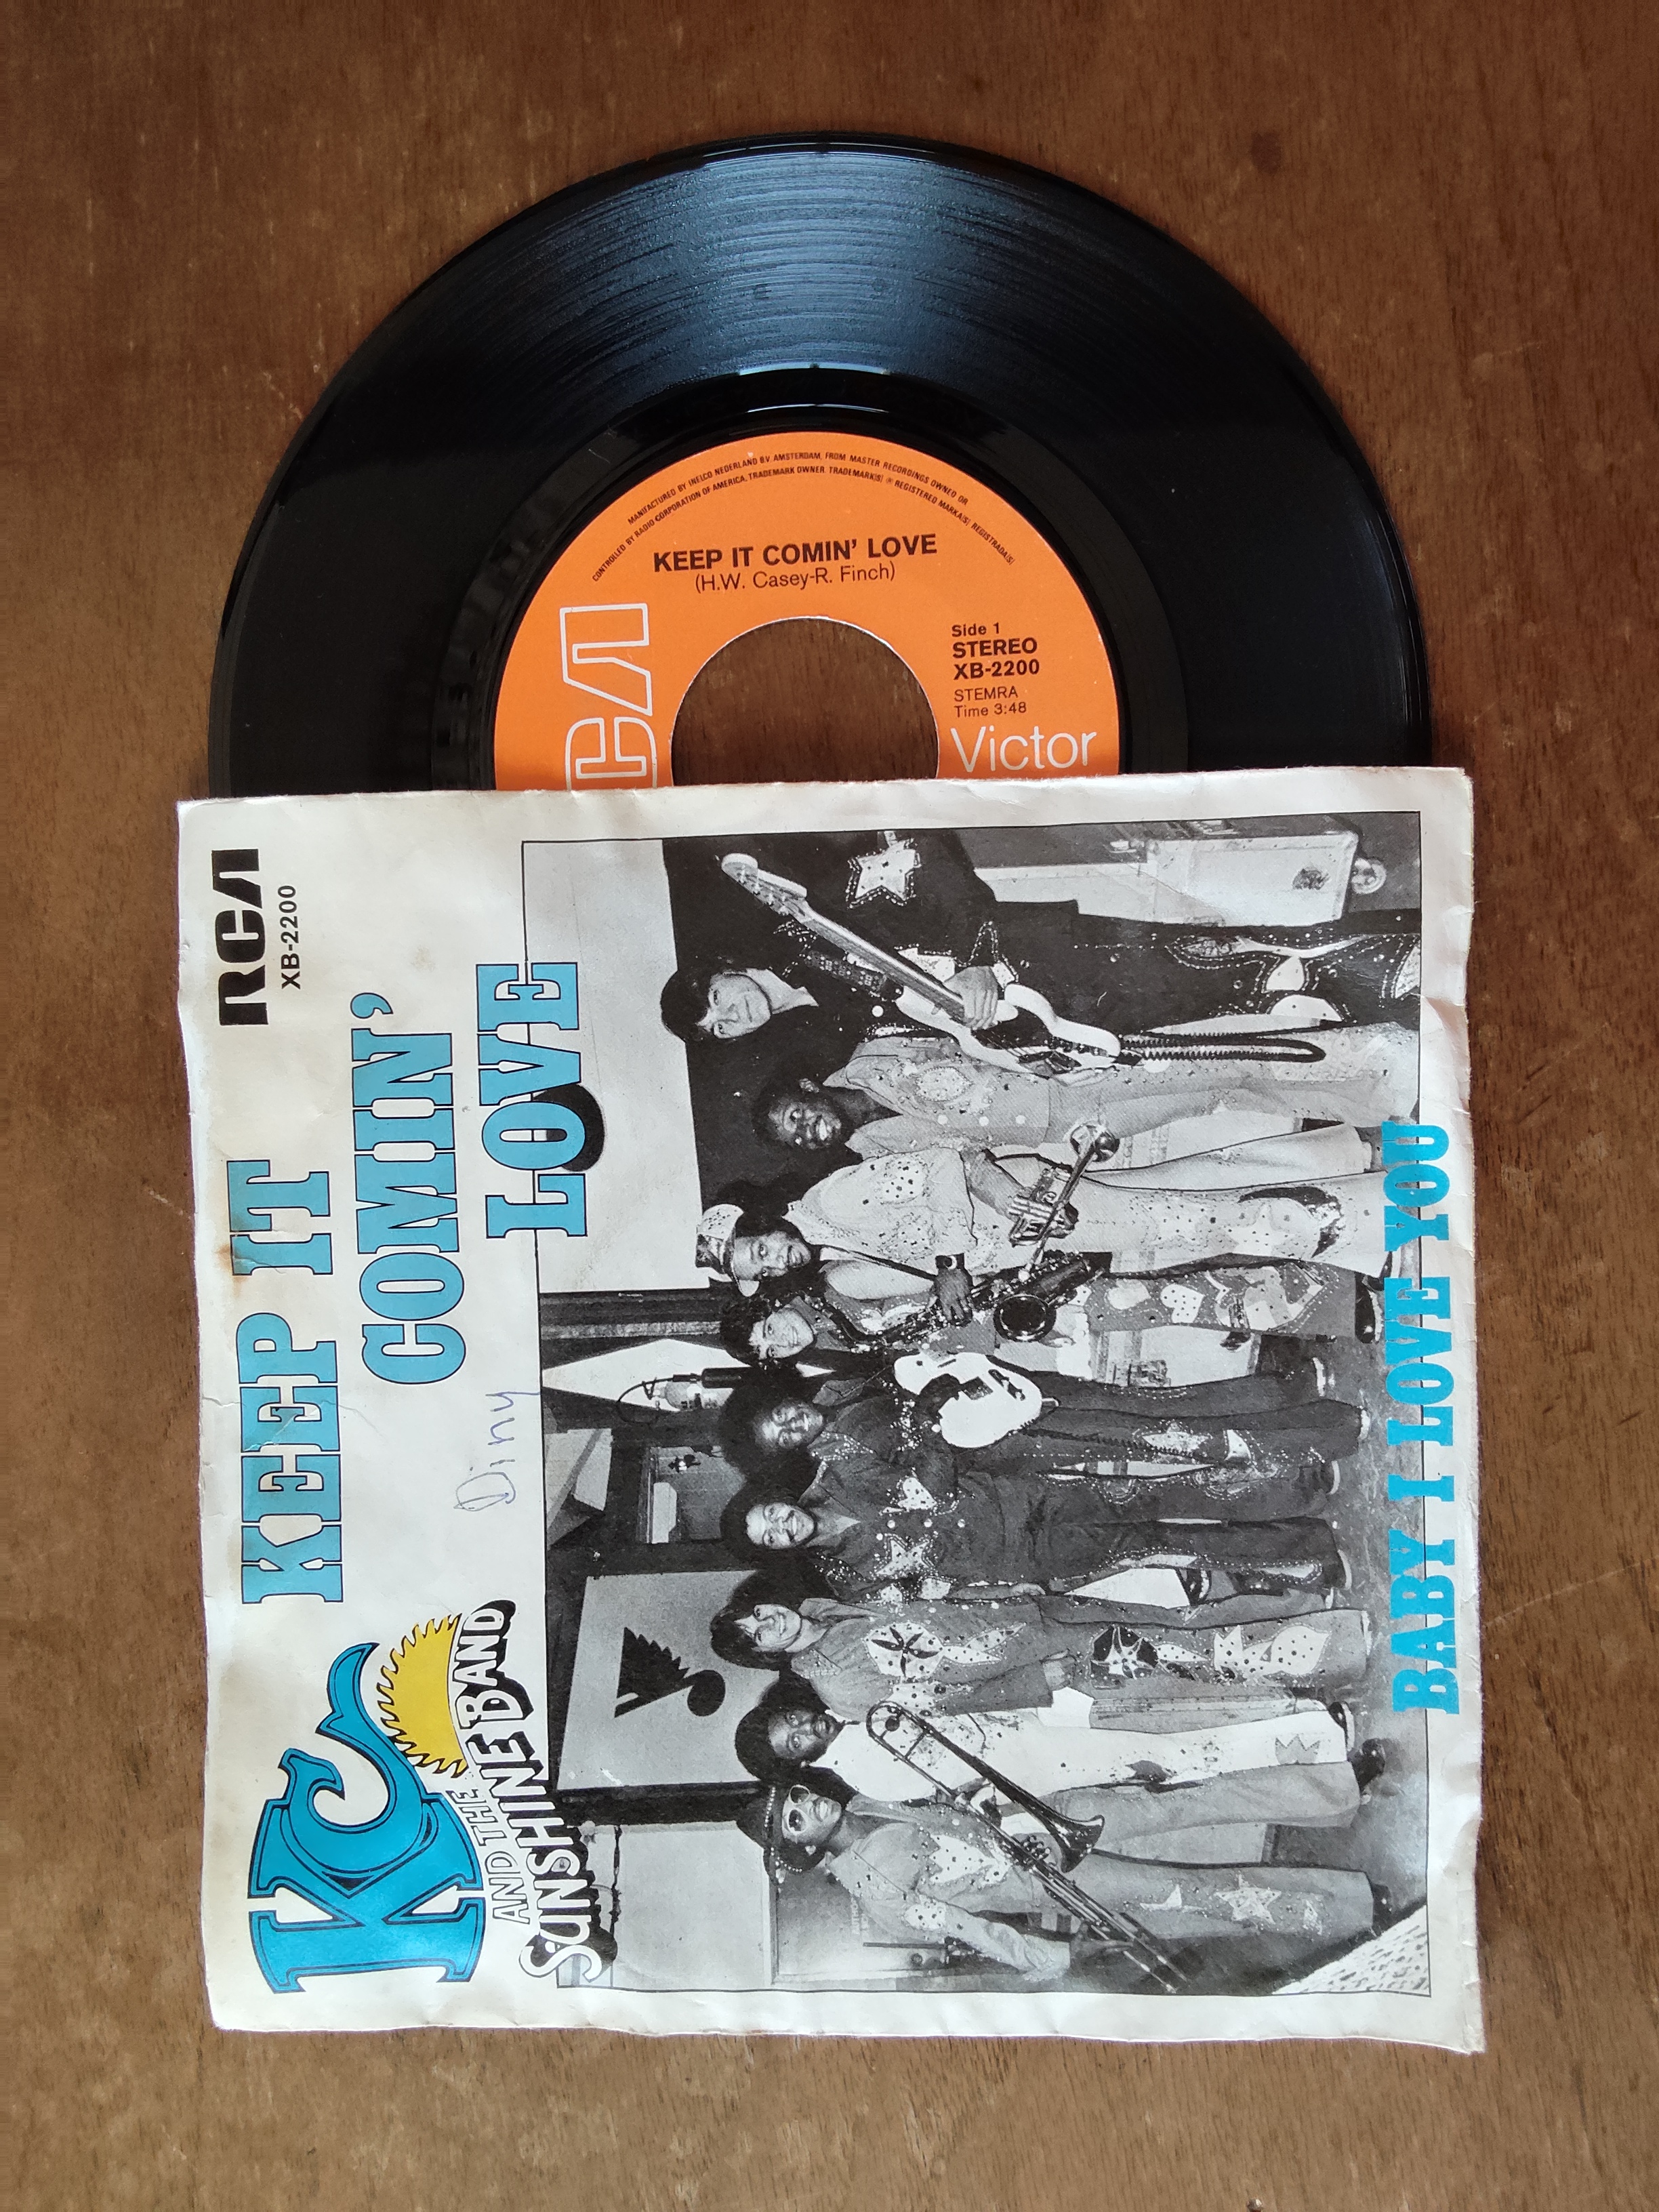 MANUFACTURED BY INELCO NEDERLAND B.V. AMSTERDAM, FROM MASTER RECORDINGS OWNED OR
CONTROLLED BY RADIO CORPORATION OF AMERICA. TRADEMARK OWNER TRADEMARK(S) ® REGISTERED MARKA(S) REGISTRADA(S)
KEEP IT COMIN' LOVE
(H.W. Casey-R. Finch)
RCA
Side 1
STEREO
XB-2200
STEMRA
Time 3:48
Victor
RCA
XB-2200
KC
AND THE
SUNSHINE BAND
KEEP IT
COMIN'
LOVE
Diny
BABY I LOVE YOU